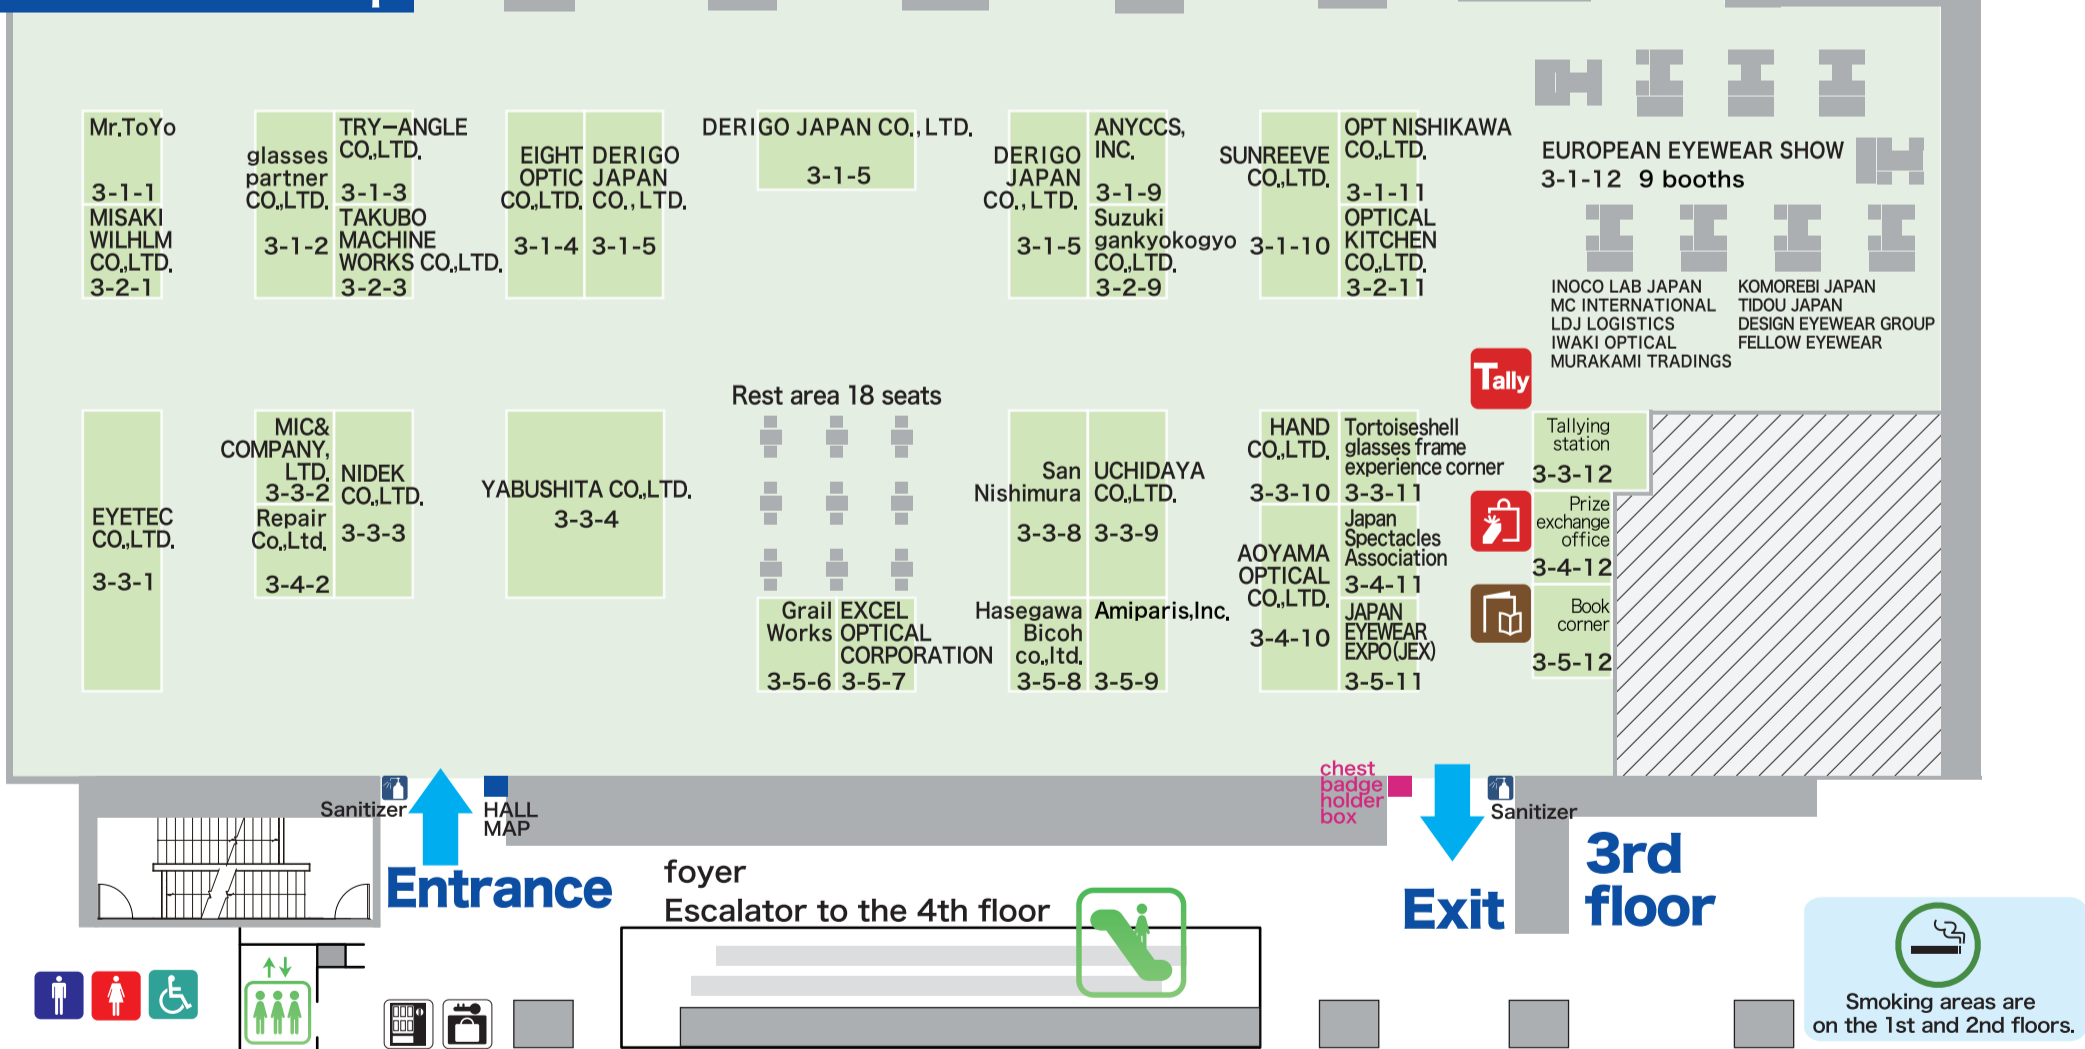 Mr.ToYo
3-1-1
MISAKI
WILHLM
CO.,LTD.
3-2-1
glasses
partner
CO.,LTD.
3-1-2
TRY-ANGLE
CO.,LTD.
3-1-3
TAKUBO
MACHINE
WORKS CO.,LTD.
3-2-3
EIGHT
OPTIC
CO.,LTD.
3-1-4
DERIGO
JAPAN
CO., LTD.
3-1-5
DERIGO JAPAN CO., LTD.
3-1-5
DERIGO
JAPAN
CO., LTD.
3-1-5
ANYCCS,
INC.
3-1-9
Suzuki
gankyokogyo
CO.,LTD.
3-2-9
SUNREEVE
CO.,LTD.
3-1-10
OPT NISHIKAWA
CO.,LTD.
3-1-11
OPTICAL
KITCHEN
CO.,LTD.
3-2-11
EUROPEAN EYEWEAR SHOW
3-1-12 9 booths
INOCO LAB JAPAN
MC INTERNATIONAL
LDJ LOGISTICS
IWAKI OPTICAL
MURAKAMI TRADINGS
KOMOREBI JAPAN
TIDOU JAPAN
DESIGN EYEWEAR GROUP
FELLOW EYEWEAR
Tally
EYETEC
CO.,LTD.
3-3-1
MIC&
COMPANY,
LTD.
3-3-2
Repair
Co.,Ltd.
3-4-2
NIDEK
CO.,LTD.
3-3-3
YABUSHITA CO.,LTD.
3-3-4
Rest area 18 seats
Grail
Works
3-5-6
EXCEL
OPTICAL
CORPORATION
3-5-7
San
Nishimura
3-3-8
UCHIDAYA
CO.,LTD.
3-3-9
Hasegawa
Bicoh
co.,ltd.
3-5-8
Amiparis,Inc.
3-5-9
HAND
CO.,LTD.
3-3-10
Tortoiseshell
glasses frame
experience corner
3-3-11
AOYAMA
OPTICAL
CO.,LTD.
3-4-10
Japan
Spectacles
Association
3-4-11
JAPAN
EYEWEAR
EXPO(JEX)
3-5-11
Tallying
station
3-3-12
Prize
exchange
office
3-4-12
Book
corner
3-5-12
Sanitizer
HALL
MAP
Entrance
chest
badge
holder
box
Sanitizer
Exit
3rd
floor
foyer
Escalator to the 4th floor
Smoking areas are
on the 1st and 2nd floors.